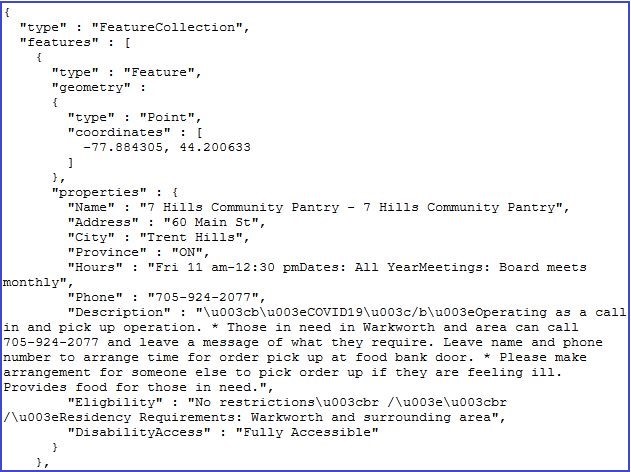 {
"type" : "FeatureCollection",
"features" : [
{
"type" : "Feature",
"geometry" :
{
"type" : "Point",
"coordinates" : [
-77.884305, 44.200633
]
},
"properties" : {
"Name" : "7 Hills Community Pantry - 7 Hills Community Pantry",
"Address" : "60 Main St",
"City" : "Trent Hills",
"Province" : "ON",
"Hours" : "Fri 11 am-12:30 pmDates: All YearMeetings: Board meets
monthly",
"Phone" : "705-924-2077",
"Description" : "\u003cb\u003eCOVID19\u003c/b\u003eOperating as a call
in and pick up operation. * Those in need in Warkworth and area can call
705-924-2077 and leave a message of what they require. Leave name and phone
number to arrange time for order pick up at food bank door. * Please make
arrangement for someone else to pick order up if they are feeling ill.
Provides food for those in need.",
"Eligbility" : "No restrictions\u003cbr /\u003e\u003cbr
/\u003eResidency Requirements: Warkworth and surrounding area",
"DisabilityAccess" : "Fully Accessible"
}
},